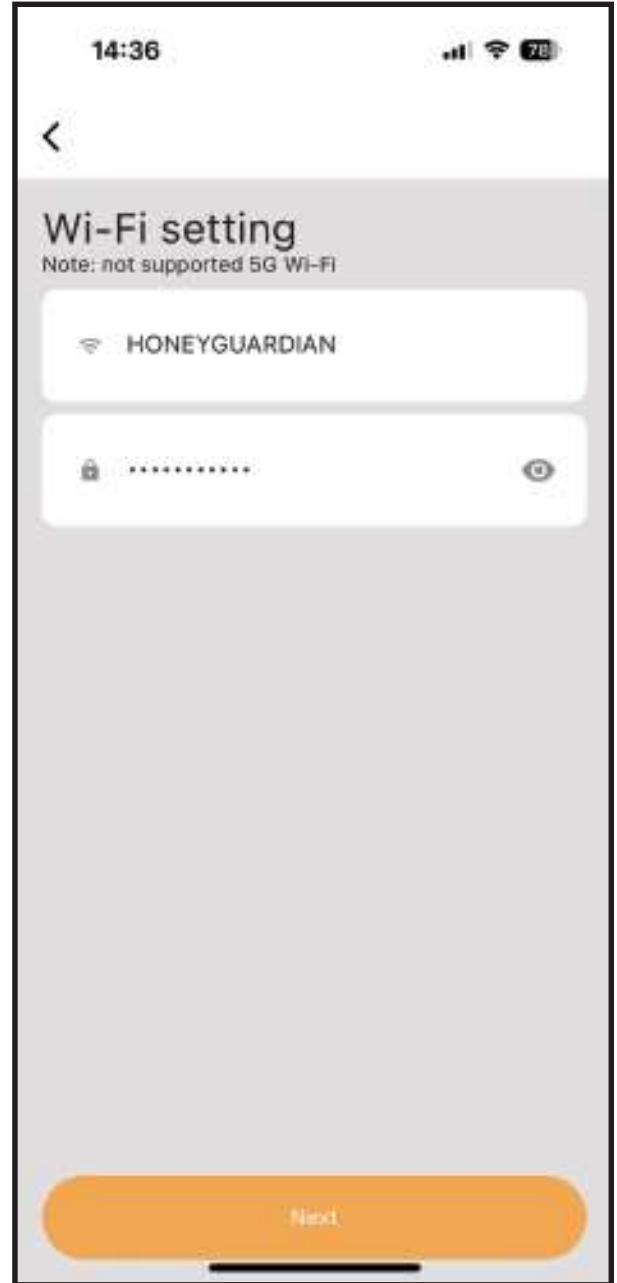 14:36
78
Wi-Fi setting
Note: not supported 5G Wi-Fi
HONEYGUARDIAN
•••••••••••
Next